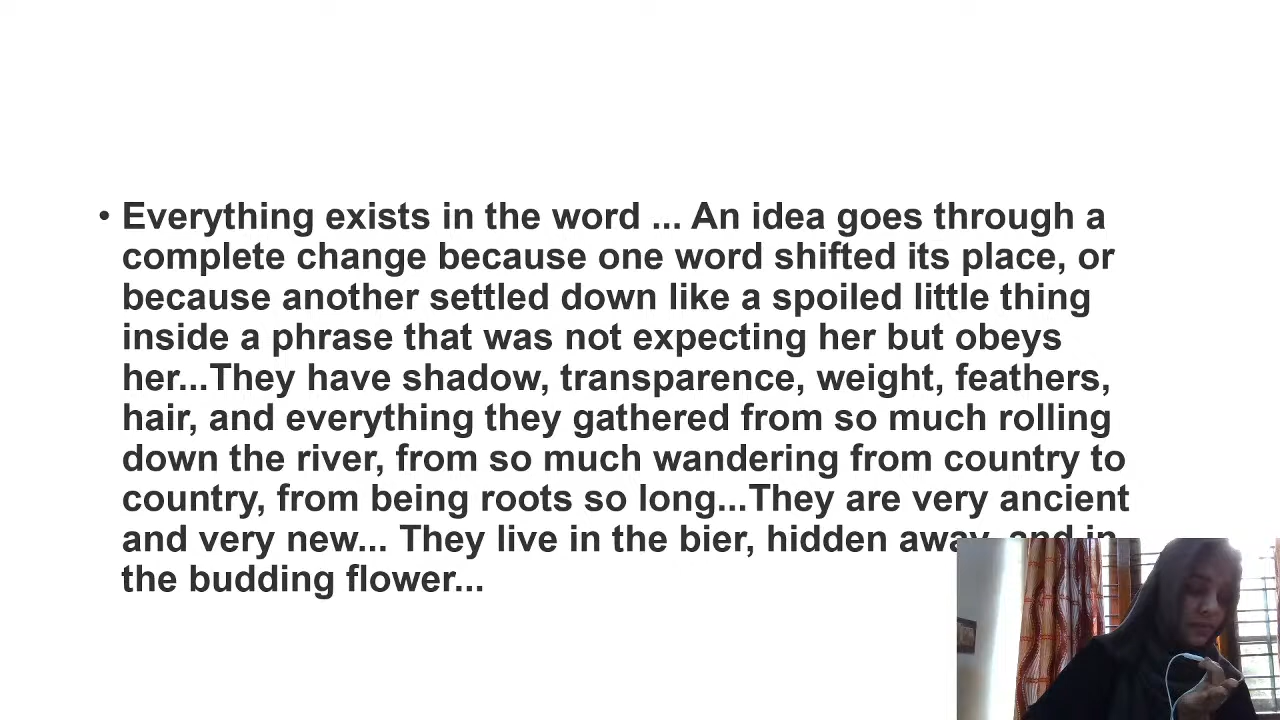 • Everything exists in the word ... An idea goes through a
complete change because one word shifted its place, or
because another settled down like a spoiled little thing
inside a phrase that was not expecting her but obeys
her...They have shadow, transparence, weight, feathers,
hair, and everything they gathered from so much rolling
down the river, from so much wandering from country to
country, from being roots so long...They are very ancient
and very new... They live in the bier, hidden away, and in
the budding flower...